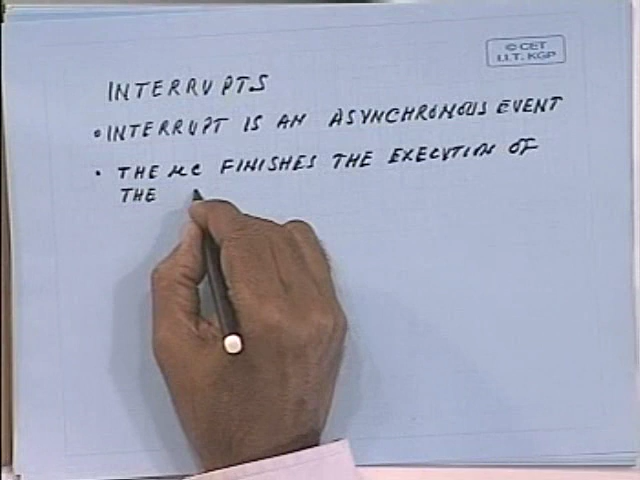 © CET
I.I.T. KGP
INTERRUPTS
• INTERRUPT IS AN ASYNCHRONOUS EVENT
• THE μC FINISHES THE EXECUTION OF
THE